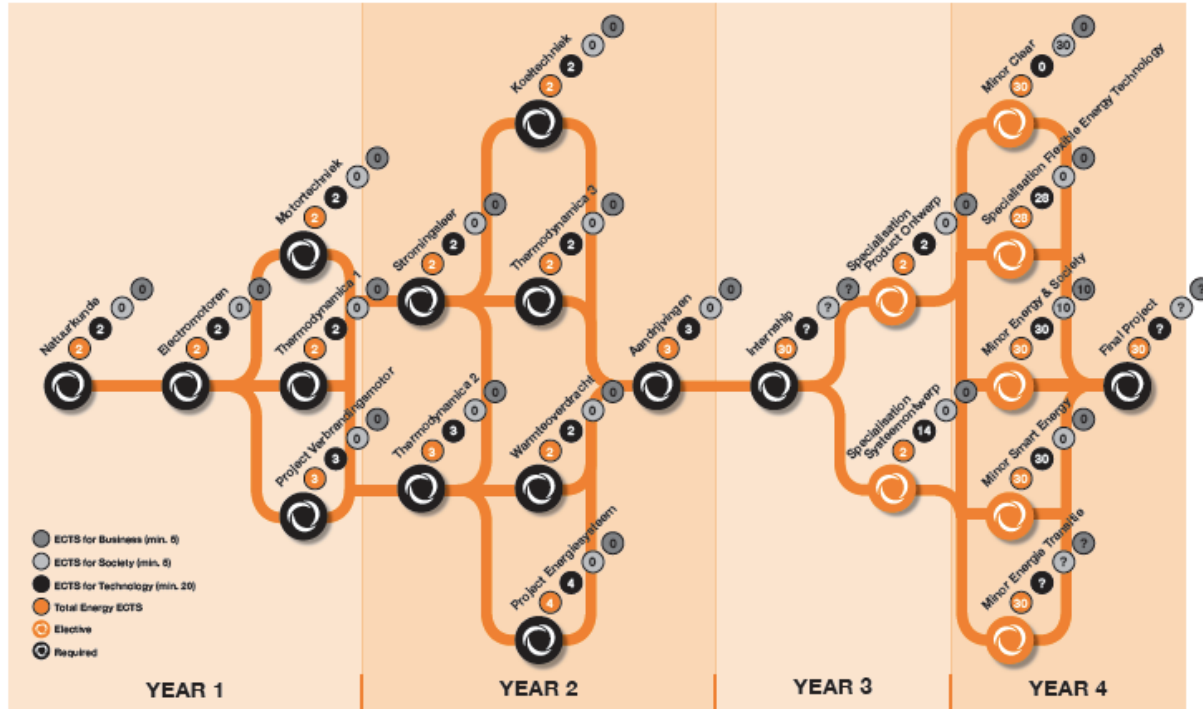 Natuurkunde
2 2 0 0
Electromotoren
2 2 0 0
Motortechniek
2 2 0 0
Thermodynamica 1
2 2 0 0
Project Verbrandingsmotor
3 3 0 0
Stromingsleer
2 2 0 0
Thermodynamica 2
3 3 0 0
Koeltechniek
2 2 0 0
Thermodynamica 3
2 2 0 0
Warmteoverdracht
2 2 0 0
Project Energiesysteem
4 4 0 0
Aandrijvingen
3 3 0 0
Internship
30 ? ? ?
Specialisation
Product Ontwerp
2 2 0 0
Specialisation
Systeemontwerp
2 14 0 0
Minor Clear
30 0 30 0
Specialisation Flexible Energy Technology
28 28 0 0
Minor Energy & Society
30 30 10 10
Minor Smart Energy
30 30 0 0
Minor Energie Transitie
30 ? ? ?
Final Project
30 ? ? ?
ECTS for Business (min. 5)
ECTS for Society (min. 5)
ECTS for Technology (min. 20)
Total Energy ECTS
Elective
Required
YEAR 1
YEAR 2
YEAR 3
YEAR 4